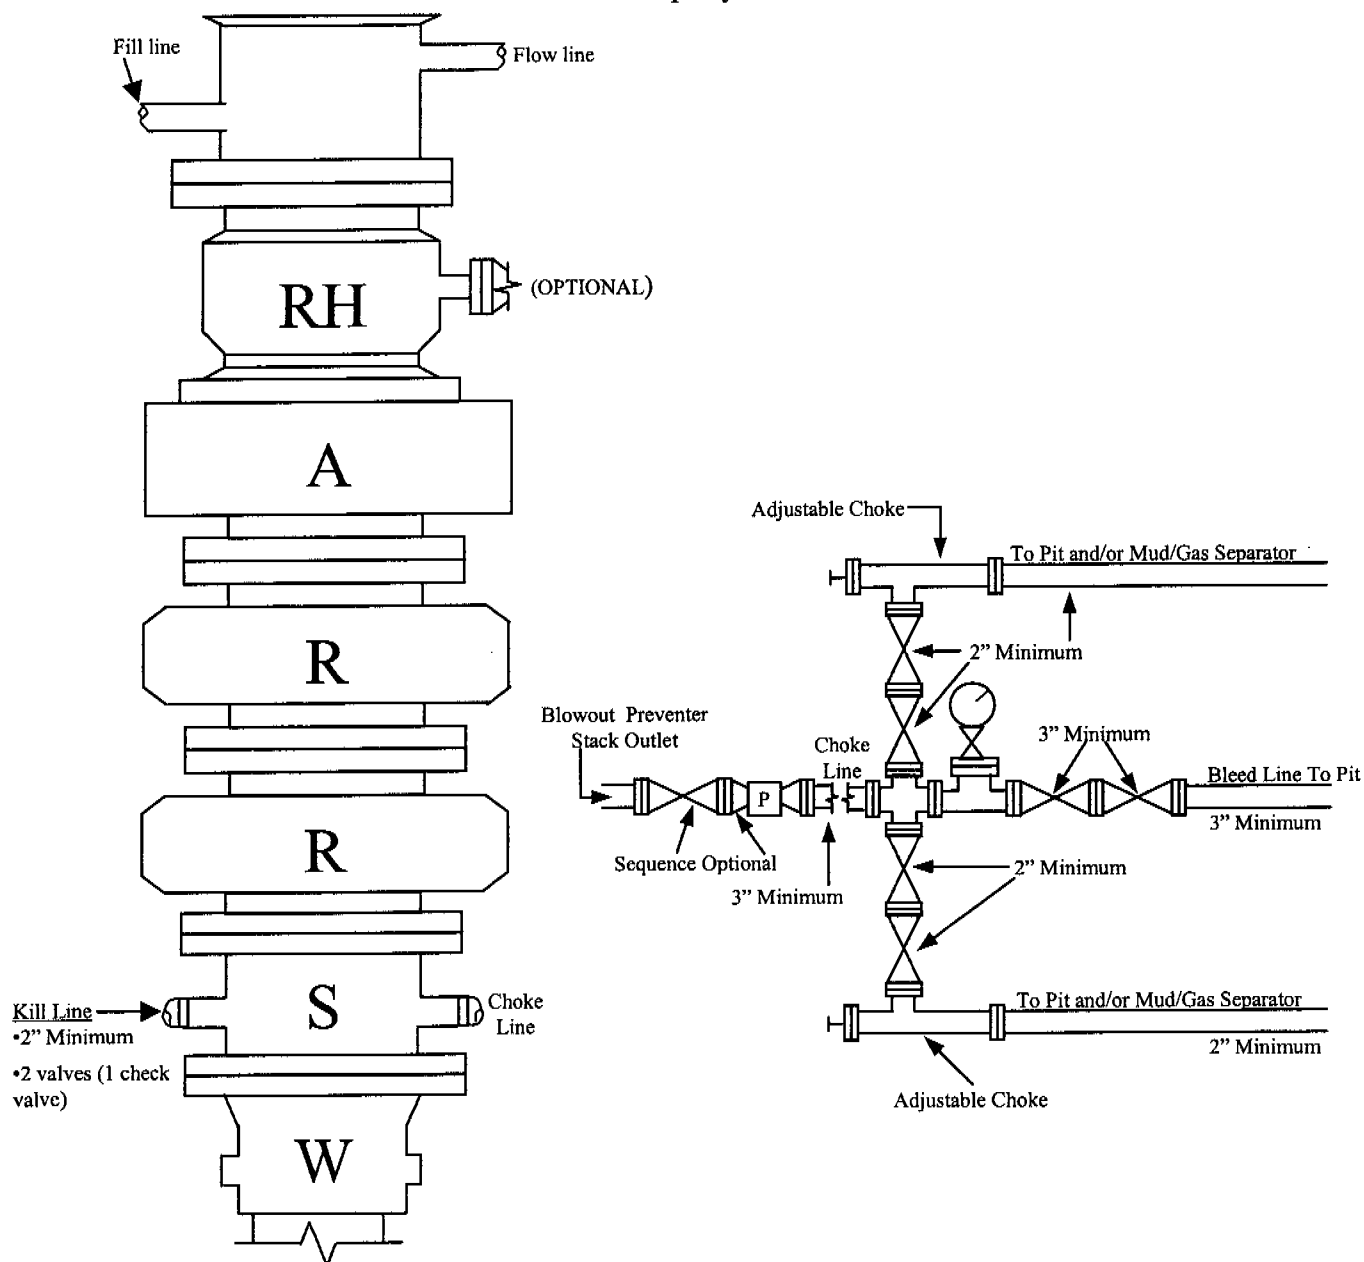 Fill line
Flow line
RH
(OPTIONAL)
A
R
R
S
Kill Line
•2” Minimum
•2 valves (1 check
valve)
Choke
Line
W
Adjustable Choke
To Pit and/or Mud/Gas Separator
2” Minimum
Blowout Preventer
Stack Outlet
Choke
Line
3” Minimum
Bleed Line To Pit
3” Minimum
P
Sequence Optional
3” Minimum
2” Minimum
To Pit and/or Mud/Gas Separator
2” Minimum
Adjustable Choke